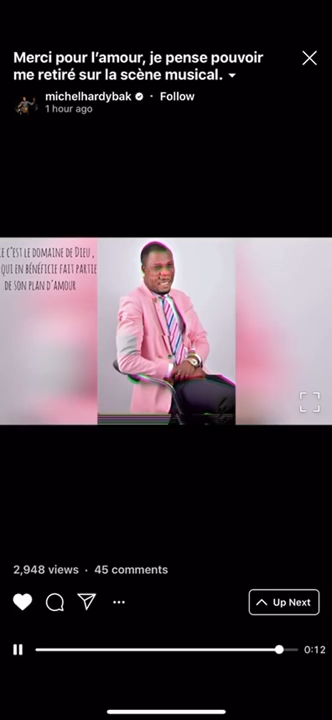 Merci pour l'amour, je pense pouvoir
me retiré sur la scène musical.
michelhardybak · Follow
1 hour ago
CE C'EST LE DOMAINE DE DIEU ,
QUI EN BÉNÉFICIE FAIT PARTIE
DE SON PLAN D'AMOUR
2,948 views · 45 comments
Up Next
0:12